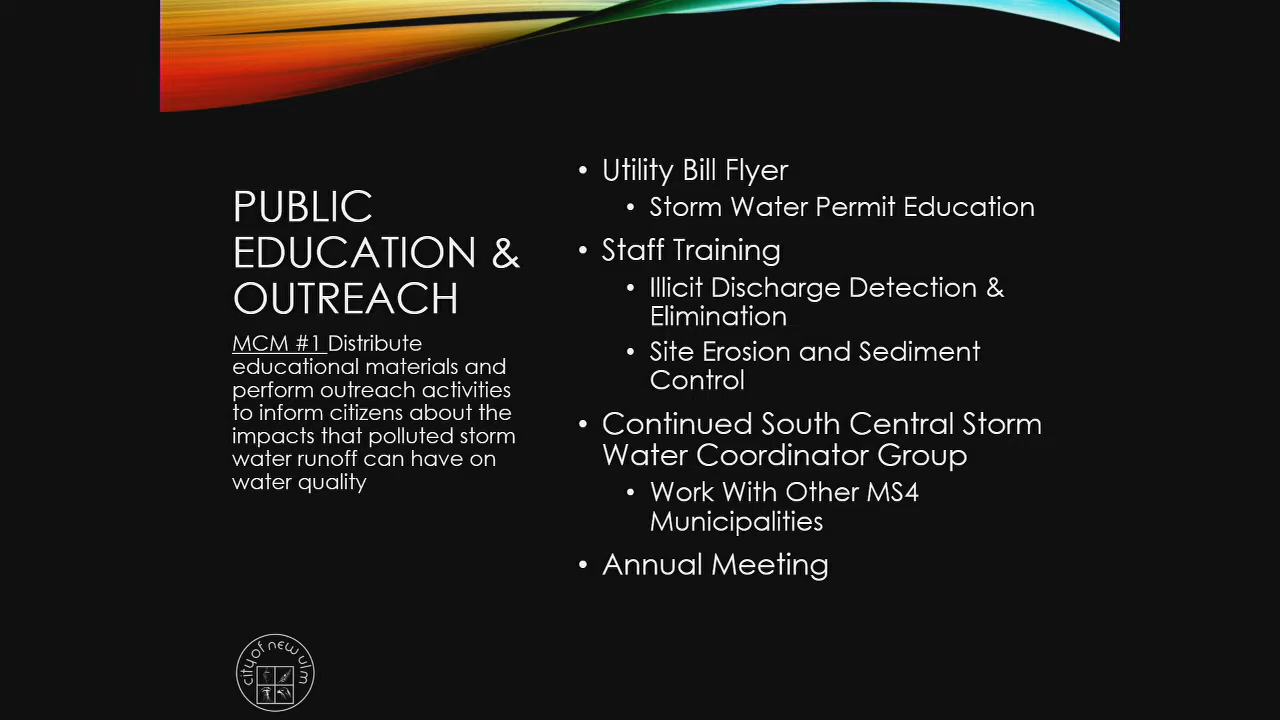 PUBLIC
EDUCATION &
OUTREACH
MCM #1 Distribute
educational materials and
perform outreach activities
to inform citizens about the
impacts that polluted storm
water runoff can have on
water quality
• Utility Bill Flyer
• Storm Water Permit Education
• Staff Training
• Illicit Discharge Detection &
Elimination
• Site Erosion and Sediment
Control
• Continued South Central Storm
Water Coordinator Group
• Work With Other MS4
Municipalities
• Annual Meeting
city of new ulm